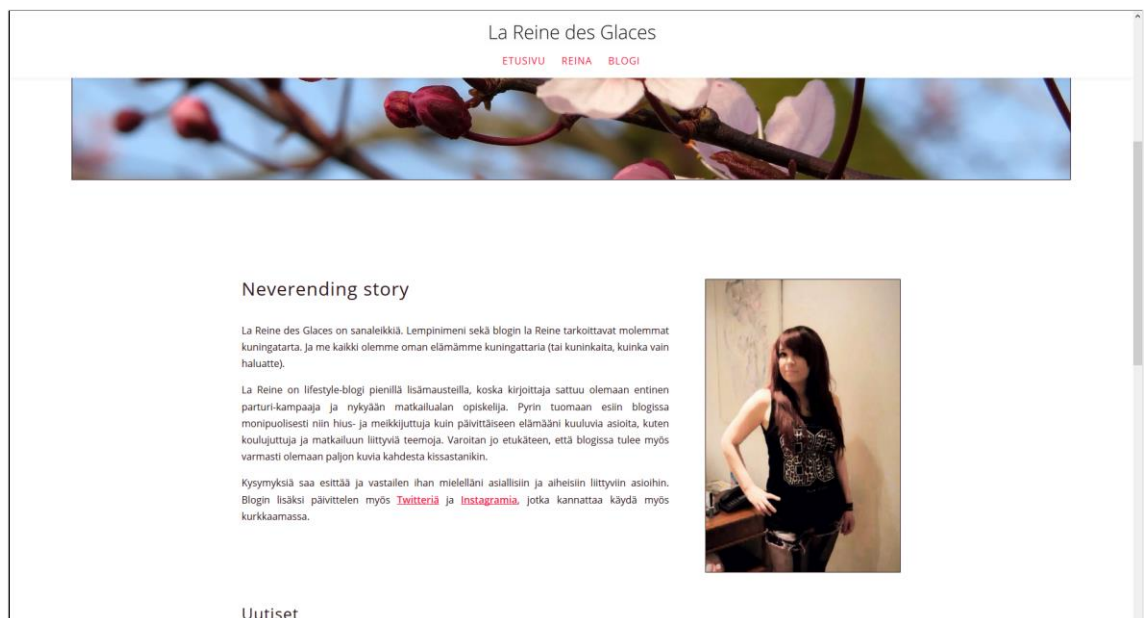 La Reine des Glaces
ETUSIVU REINA BLOGI
Neverending story
La Reine des Glaces on sanaleikkiä. Lempinimeni sekä blogin la Reine tarkoittavat molemmat
kuningatarta. Ja me kaikki olemme oman elämämme kuningattaria (tai kuninkaita, kuinka vain
haluatte).
La Reine on lifestyle-blogi pienillä lisämausteilla, koska kirjoittaja sattuu olemaan entinen
parturi-kampaaja ja nykyään matkailualan opiskelija. Pyrin tuomaan esiin blogissa
monipuolisesti niin hius- ja meikkijuttuja kuin päivittäiseen elämääni kuuluvia asioita, kuten
koulujuttuja ja matkailuun liittyviä teemoja. Varoitan jo etukäteen, että blogissa tulee myös
varmasti olemaan paljon kuvia kahdesta kissastanikin.
Kysymyksiä saa esittää ja vastailen ihan mielelläni asiallisiin ja aiheisiin liittyviin asioihin.
Blogin lisäksi päivittelen myös Twitteriä ja Instagramia, jotka kannattaa käydä myös
kurkkaamassa.
Uutiset